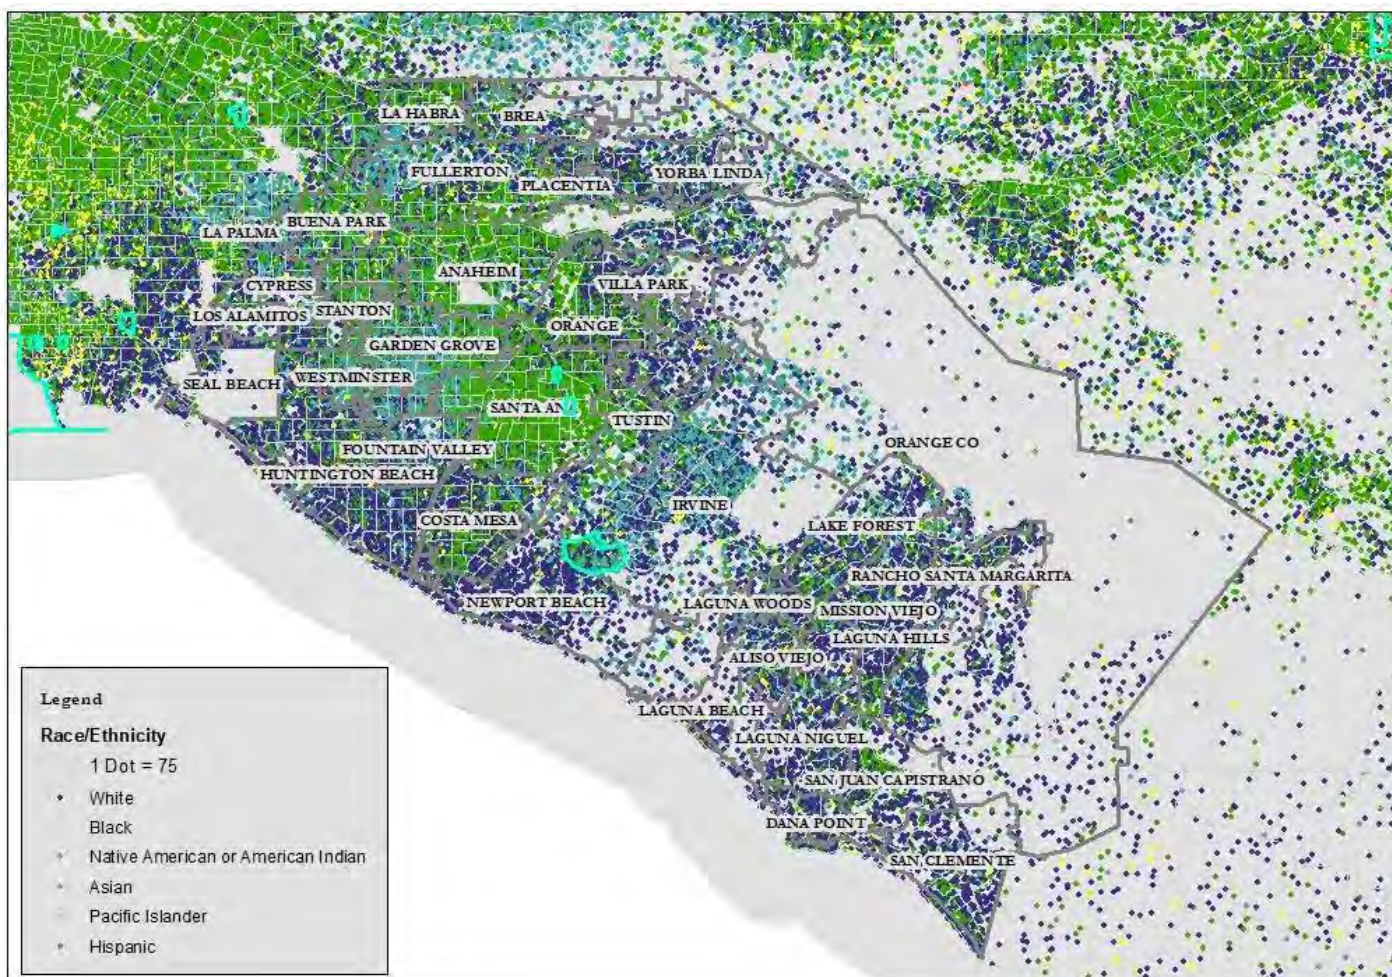 LA HABRA
BREA
FULLERTON
PLACENTIA
YORBA LINDA
BUENA PARK
LA PALMA
ANAHEIM
CYPRESS
VILLA PARK
LOS ALAMITOS
STANTON
ORANGE
GARDEN GROVE
WESTMINSTER
SEAL BEACH
SANTA AN
TUSTIN
FOUNTAIN VALLEY
ORANGE CO
HUNTINGTON BEACH
IRVINE
COSTA MESA
LAKE FOREST
RANCHO SANTA MARGARITA
NEWPORT BEACH
LAGUNA WOODS
MISSION VIEJO
LAGUNA HILLS
ALISO VIEJO
LAGUNA BEACH
LAGUNA NIGUEL
SAN JUAN CAPISTRANO
DANA POINT
SAN CLEMENTE
Legend
Race/Ethnicity
1 Dot = 75
White
Black
Native American or American Indian
Asian
Pacific Islander
Hispanic